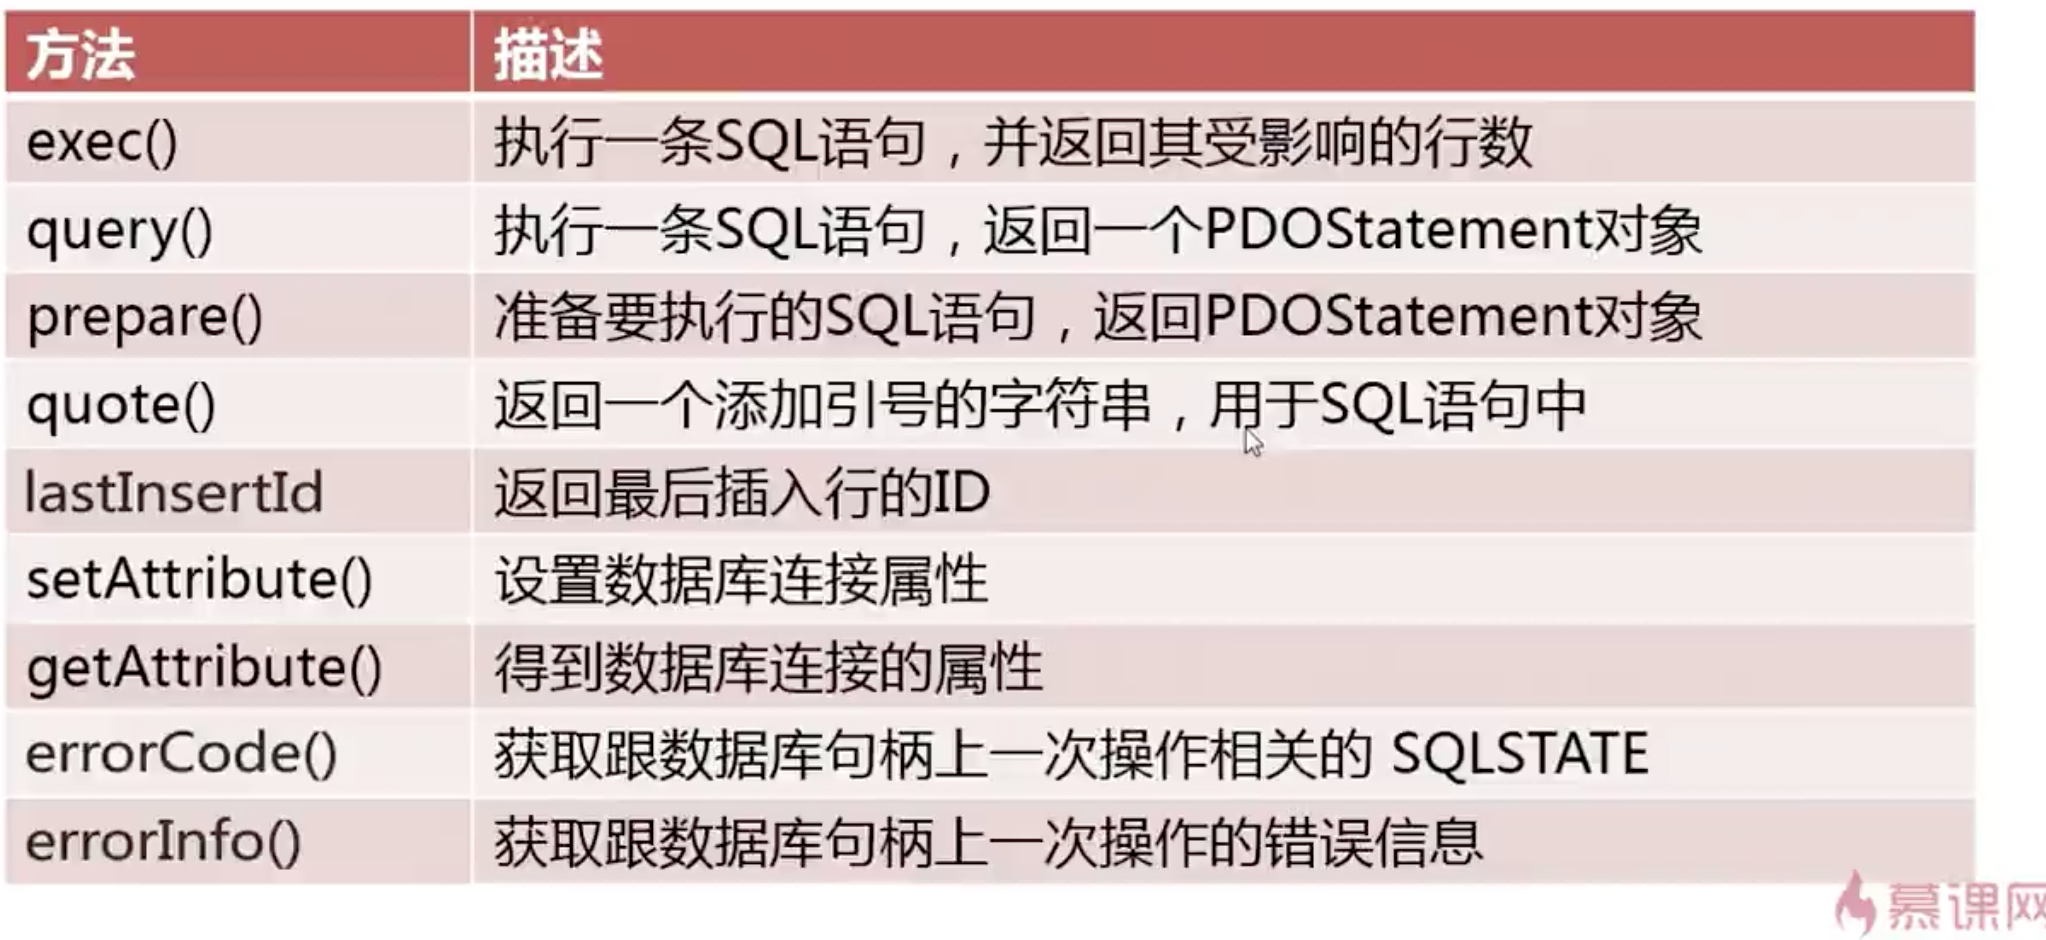 方法 描述
exec() 执行一条SQL语句，并返回其受影响的行数
query() 执行一条SQL语句，返回一个PDOStatement对象
prepare() 准备要执行的SQL语句，返回PDOStatement对象
quote() 返回一个添加引号的字符串，用于SQL语句中
lastInsertId 返回最后插入行的ID
setAttribute() 设置数据库连接属性
getAttribute() 得到数据库连接的属性
errorCode() 获取跟数据库句柄上一次操作相关的 SQLSTATE
errorInfo() 获取跟数据库句柄上一次操作的错误信息
慕课网